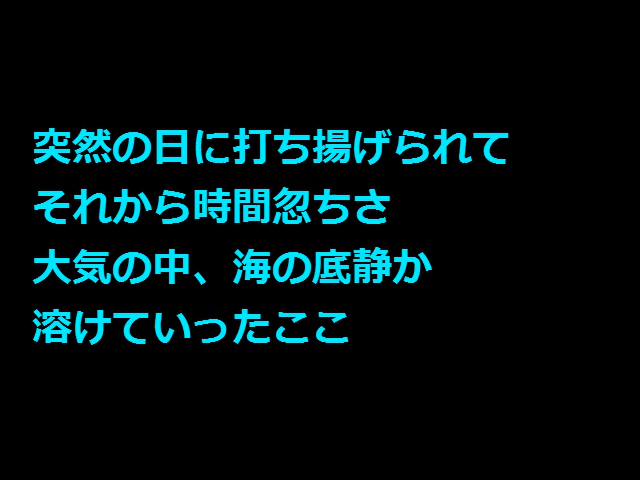 突然の日に打ち揚げられて
それから時間忽ちさ
大気の中、海の底静か
溶けていったここ